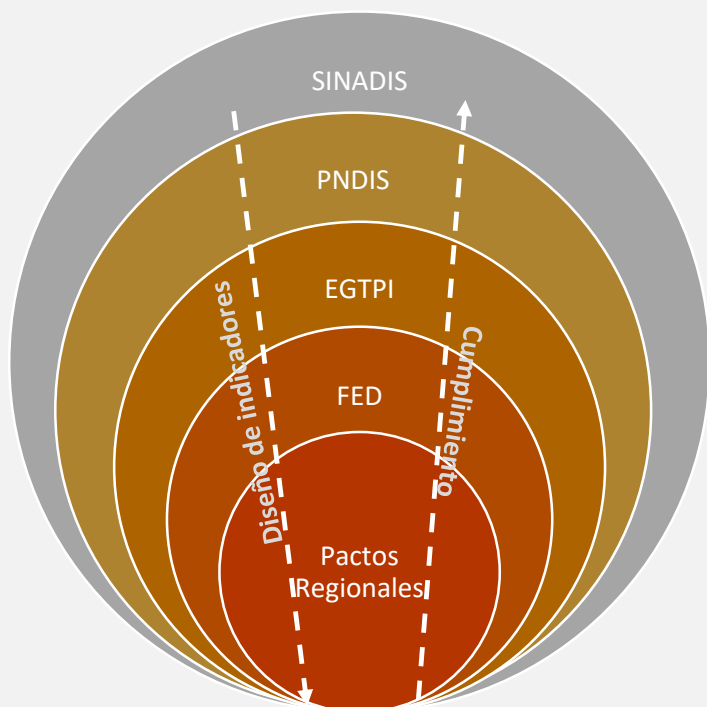 SINADIS
PNDIS
EGTPI
FED
Diseño de indicadores
Cumplimiento
Pactos
Regionales